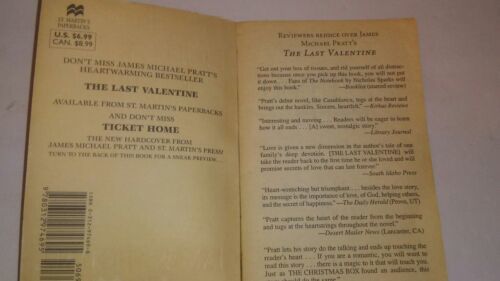 ST. MARTIN'S
PAPERBACKS
U.S. $6.99
CAN. $8.99
DON'T MISS JAMES MICHAEL PRATT'S
HEARTWARMING BESTSELLER
THE LAST VALENTINE
AVAILABLE FROM ST. MARTIN'S PAPERBACKS
AND DON'T MISS
TICKET HOME
THE NEW HARDCOVER FROM
JAMES MICHAEL PRATT AND ST. MARTIN'S PRESS!
TURN TO THE BACK OF THIS BOOK FOR A SNEAK PREVIEW....
ISBN
REVIEWERS REJOICE OVER JAMES
MICHAEL PRATT'S
THE LAST VALENTINE
"Get out your box of tissues, and rid yourself of all distrac-
tions because once you pick this book, you will not put
it down . . . Fans of The Notebook by Nicholas Sparks will
enjoy this book." —Booklist (starred review)
"Pratt's debut novel, like Casablanca, tugs at the heart and
brings out the hankies. Sincere, heartfelt." —Kirkus Reviews
"Interesting and moving . . . Readers will be eager to learn
how it all ends . . . [A] sweet, nostalgic story."
—Library Journal
"Love is given a new dimension in the author's tale of one
family's deep devotion. [THE LAST VALENTINE] will
take the reader back to the first time he or she loved and will
promise secrets of love that can last forever."
—South Idaho Press
"Heart-wrenching but triumphant . . . besides the love story,
its message is the importance of love, of God, helping others,
and the secret of happiness." —The Daily Herald (Provo, UT)
"Pratt captures the heart of the reader from the beginning
and tugs at the heartstrings throughout the novel."
—Desert Mailer News (Lancaster, CA)
"Pratt lets his story do the talking and ends up touching the
reader's heart . . . If you are a romantic, you will want to
read this story . . . there is a magic to it that will touch you.
Just as THE CHRISTMAS BOX found an audience, this
should do the same."